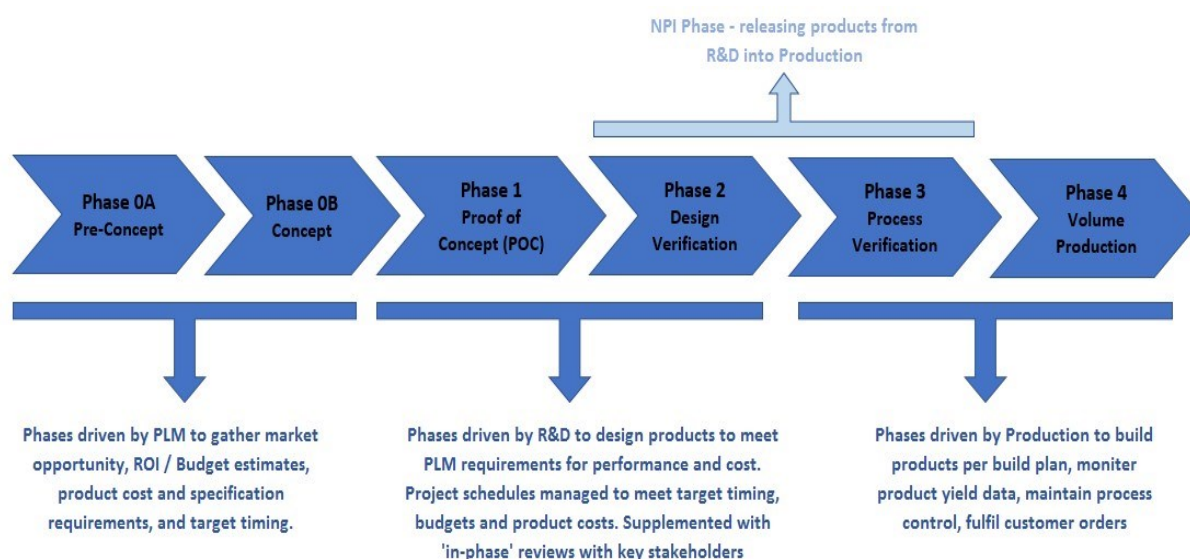 NPI Phase - releasing products from
R&D into Production
Phase 0A
Pre-Concept
Phase 0B
Concept
Phase 1
Proof of
Concept (POC)
Phase 2
Design
Verification
Phase 3
Process
Verification
Phase 4
Volume
Production
Phases driven by PLM to gather market
opportunity, ROI / Budget estimates,
product cost and specification
requirements, and target timing.
Phases driven by R&D to design products to meet
PLM requirements for performance and cost.
Project schedules managed to meet target timing,
budgets and product costs. Supplemented with
'in-phase' reviews with key stakeholders
Phases driven by Production to build
products per build plan, moniter
product yield data, maintain process
control, fulfil customer orders